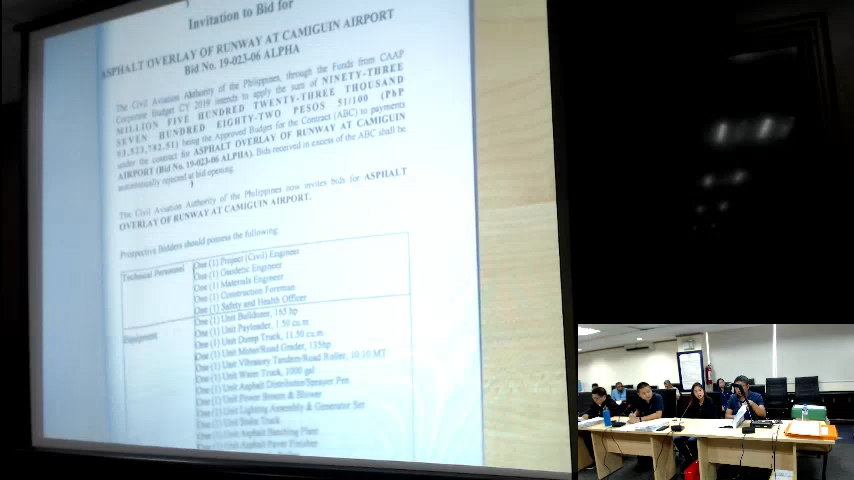 Invitation to Bid for
ASPHALT OVERLAY OF RUNWAY AT CAMIGUIN AIRPORT
Bid No. 19-023-06 ALPHA
The Civil Aviation Authority of the Philippines, through the Funds from CAAP
Corporate Budget CY 2019 intends to apply the sum of NINETY-THREE
MILLION FIVE HUNDRED TWENTY-THREE THOUSAND
SEVEN HUNDRED EIGHTY-TWO PESOS 51/100 (PhP
93,523,782.51) being the Approved Budget for the Contract (ABC) to payments
under the contract for ASPHALT OVERLAY OF RUNWAY AT CAMIGUIN
AIRPORT (Bid No. 19-023-06 ALPHA). Bids received in excess of the ABC shall be
automatically rejected at bid opening.
The Civil Aviation Authority of the Philippines now invites bids for ASPHALT
OVERLAY OF RUNWAY AT CAMIGUIN AIRPORT.
Prospective Bidders should possess the following:
Technical Personnel
One (1) Project (Civil) Engineer
One (1) Geodetic Engineer
One (1) Materials Engineer
One (1) Construction Foreman
One (1) Safety and Health Officer
Equipment
One (1) Unit Bulldozer, 165 hp
One (1) Unit Payloader, 1.50 cu.m
One (1) Unit Dump Truck, 11.50 cu.m
One (1) Unit Motor/Road Grader, 135hp
One (1) Unit Vibratory Tandem/Road Roller, 10.10 MT
One (1) Unit Water Truck, 1000 gal
One (1) Unit Asphalt Distributor/Sprayer Pen
One (1) Unit Power Broom & Blower
One (1) Unit Lighting Assembly & Generator Set
One (1) Unit Stake Truck
One (1) Unit Asphalt Batching Plant
One (1) Unit Asphalt Paver Finisher